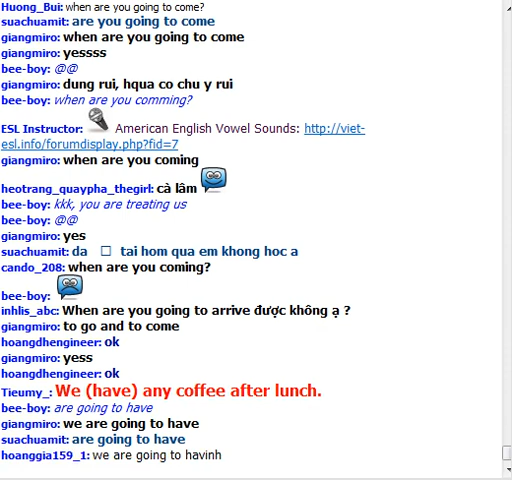 Huong_Bui: when are you going to come?
suachuamit: are you going to come
giangmiro: when are you going to come
giangmiro: yessss
bee-boy: @@
giangmiro: dung rui, hqua co chu y rui
bee-boy: when are you comming?
ESL Instructor: American English Vowel Sounds: http://viet-
esl.info/forumdisplay.php?fid=7
giangmiro: when are you coming
heotrang_quaypha_thegirl: cà lâm
bee-boy: kkk, you are treating us
bee-boy: @@
giangmiro: yes
suachuamit: da □ tai hom qua em khong hoc a
cando_208: when are you coming?
bee-boy:
inhlis_abc: When are you going to arrive được không ạ ?
giangmiro: to go and to come
hoangdhengineer: ok
giangmiro: yess
hoangdhengineer: ok
Tieumy_: We (have) any coffee after lunch.
bee-boy: are going to have
giangmiro: we are going to have
suachuamit: are going to have
hoanggia159_1: we are going to havinh